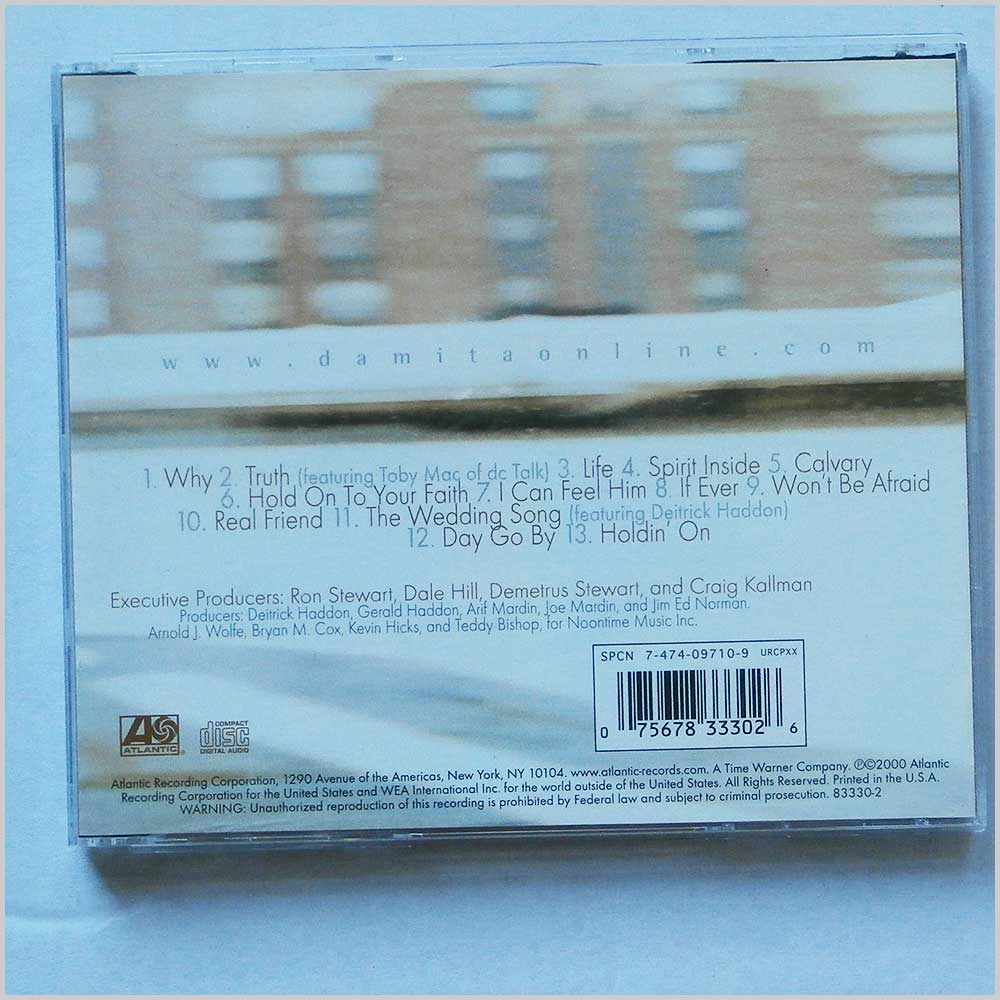 www.damitaonline.com
1. Why 2. Truth (featuring Toby Mac of dc Talk) 3. Life 4. Spirit Inside 5. Calvary
6. Hold On To Your Faith 7. I Can Feel Him 8. If Ever 9. Won't Be Afraid
10. Real Friend 11. The Wedding Song (featuring Deitrick Haddon)
12. Day Go By 13. Holdin' On
Executive Producers: Ron Stewart, Dale Hill, Demetrus Stewart, and Craig Kallman
Producers: Deitrick Haddon, Gerald Haddon, Arif Mardin, Joe Mardin, and Jim Ed Norman.
Arnold J. Wolfe, Bryan M. Cox, Kevin Hicks, and Teddy Bishop, for Noontime Music Inc.
SPCN 7-474-09710-9 URCPXX
0 75678 33302 6
ATLANTIC ®
COMPACT
disc
DIGITAL AUDIO
Atlantic Recording Corporation, 1290 Avenue of the Americas, New York, NY 10104. www.atlantic-records.com. A Time Warner Company. ℗©2000 Atlantic
Recording Corporation for the United States and WEA International Inc. for the world outside of the United States. All Rights Reserved. Printed in the U.S.A.
WARNING: Unauthorized reproduction of this recording is prohibited by Federal law and subject to criminal prosecution. 83330-2